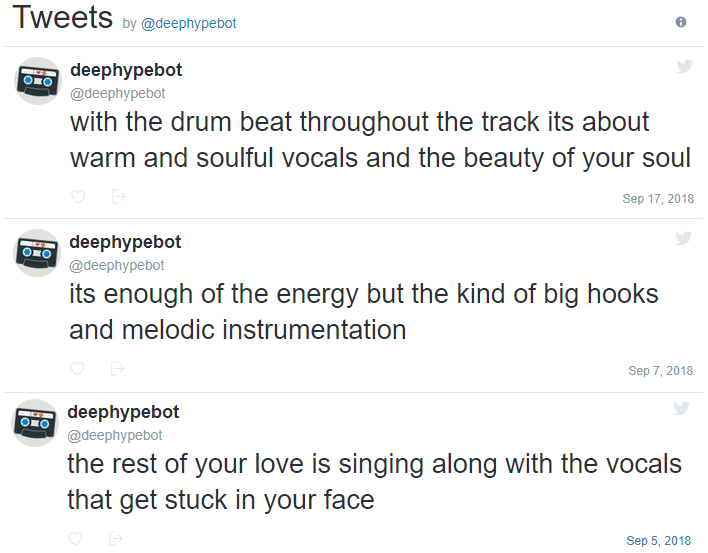 Tweets by @deephypebot
deephypebot
@deephypebot
with the drum beat throughout the track its about
warm and soulful vocals and the beauty of your soul
Sep 17, 2018
deephypebot
@deephypebot
its enough of the energy but the kind of big hooks
and melodic instrumentation
Sep 7, 2018
deephypebot
@deephypebot
the rest of your love is singing along with the vocals
that get stuck in your face
Sep 5, 2018